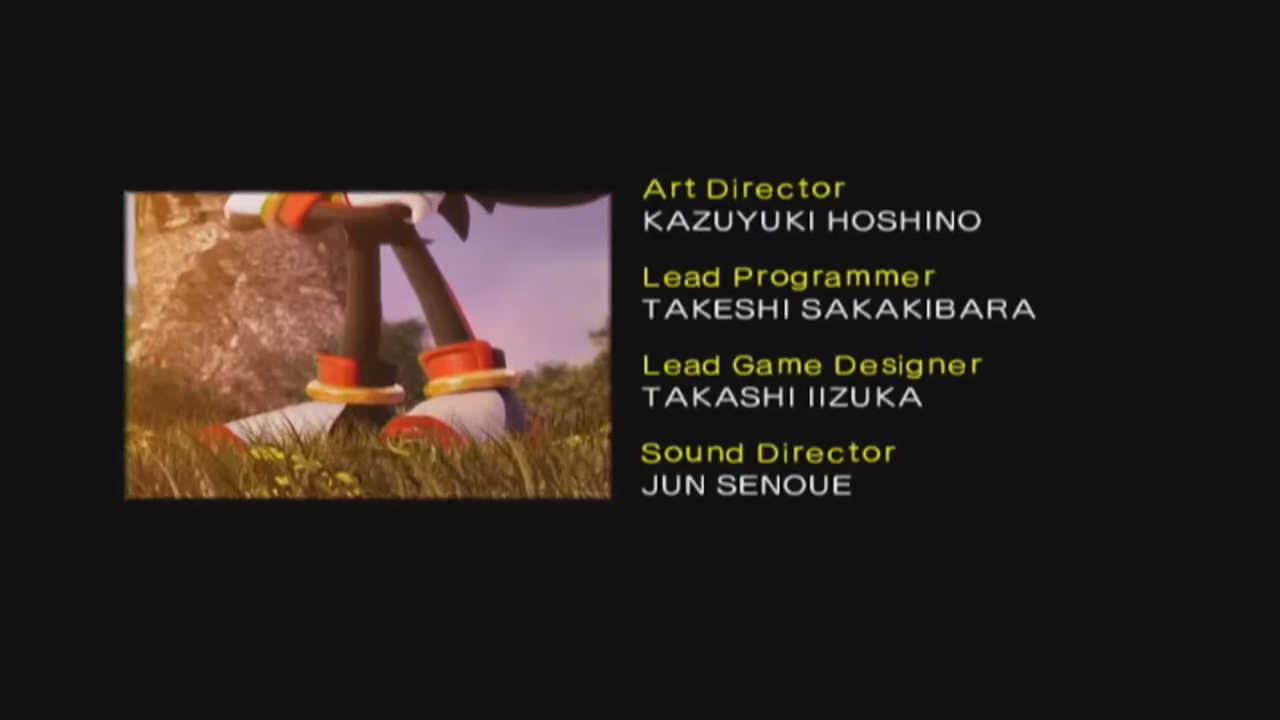 Art Director
KAZUYUKI HOSHINO
Lead Programmer
TAKESHI SAKAKIBARA
Lead Game Designer
TAKASHI IIZUKA
Sound Director
JUN SENOUE